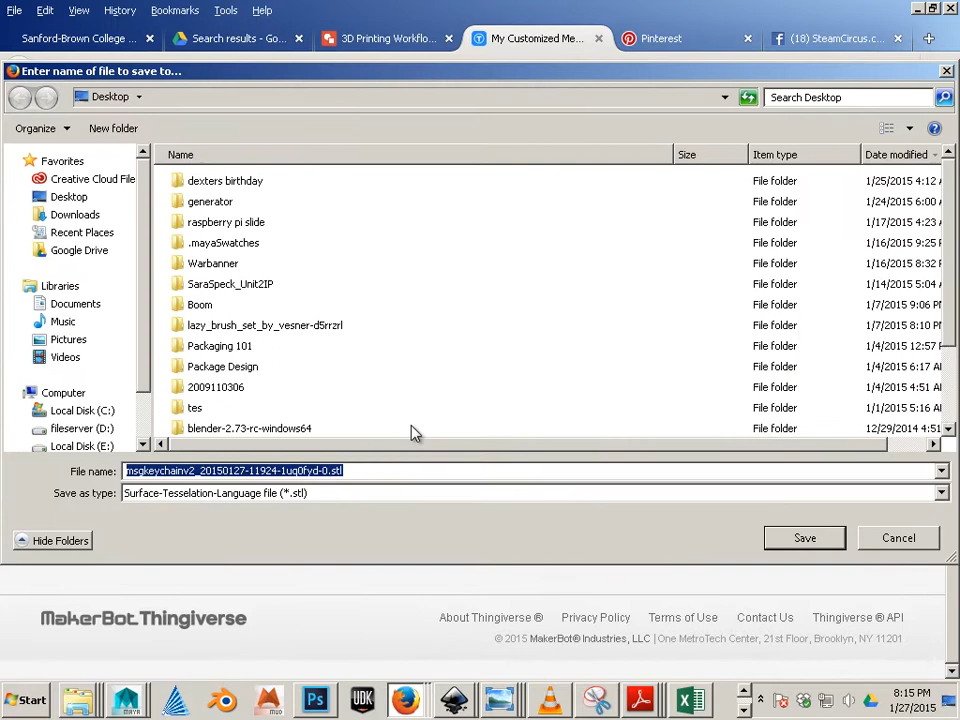 File Edit View History Bookmarks Tools Help
Sanford-Brown College ... Search results - Go... 3D Printing Workflo... My Customized Me... Pinterest (18) SteamCircus.c...
Enter name of file to save to...
Desktop Search Desktop
Organize New folder
Name Size Item type Date modified
Favorites
Creative Cloud File
Desktop
Downloads
Recent Places
Google Drive
Libraries
Documents
Music
Pictures
Videos
Computer
Local Disk (C:)
fileserver (D:)
Local Disk (E:)
dexters birthday File folder 1/25/2015 4:12
generator File folder 1/24/2015 6:00
raspberry pi slide File folder 1/17/2015 4:23
.mayaSwatches File folder 1/16/2015 9:25
Warbanner File folder 1/16/2015 8:32
SaraSpeck_Unit2IP File folder 1/14/2015 5:04
Boom File folder 1/7/2015 9:06
lazy_brush_set_by_vesner-d5rrzrl File folder 1/7/2015 8:10
Packaging 101 File folder 1/4/2015 12:57
Package Design File folder 1/4/2015 6:17
2009110306 File folder 1/4/2015 4:51
tes File folder 1/1/2015 5:16
blender-2.73-rc-windows64 File folder 12/29/2014 4:51
File name: msgkeychainv2_20150127-11924-1uq0fyd-0.stl
Save as type: Surface-Tesselation-Language file (*.stl)
Hide Folders Save Cancel
MakerBot.Thingiverse
About Thingiverse ® Privacy Policy Terms of Use Contact Us Thingiverse ® API
© 2015 MakerBot® Industries, LLC | One MetroTech Center, 21st Floor, Brooklyn, NY 11201
Start MAYA MUD Ps UDK
8:15 PM
1/27/2015